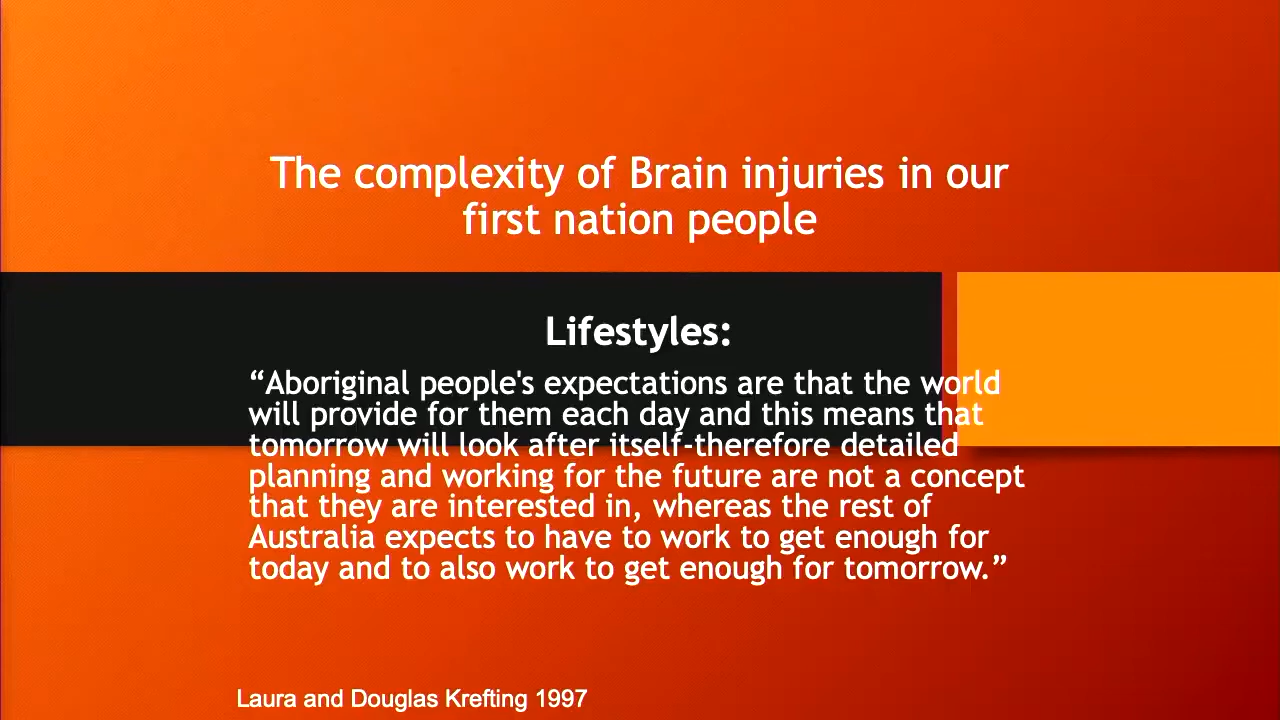 The complexity of Brain injuries in our
first nation people
Lifestyles:
“Aboriginal people's expectations are that the world
will provide for them each day and this means that
tomorrow will look after itself-therefore detailed
planning and working for the future are not a concept
that they are interested in, whereas the rest of
Australia expects to have to work to get enough for
today and to also work to get enough for tomorrow.”
Laura and Douglas Krefting 1997